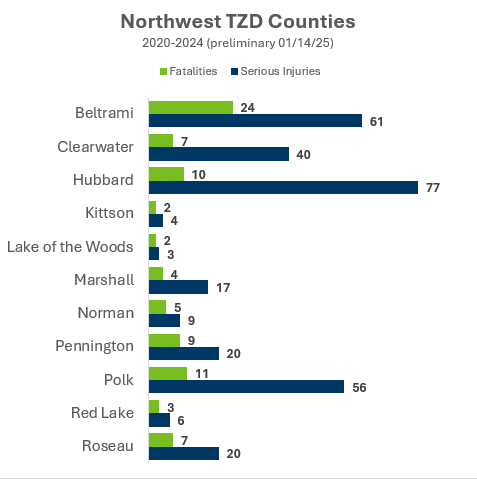 Northwest TZD Counties
2020-2024 (preliminary 01/14/25)
Fatalities Serious Injuries
Beltrami 24 61
Clearwater 7 40
Hubbard 10 77
Kittson 2 4
Lake of the Woods 2 3
Marshall 4 17
Norman 5 9
Pennington 9 20
Polk 11 56
Red Lake 3 6
Roseau 7 20